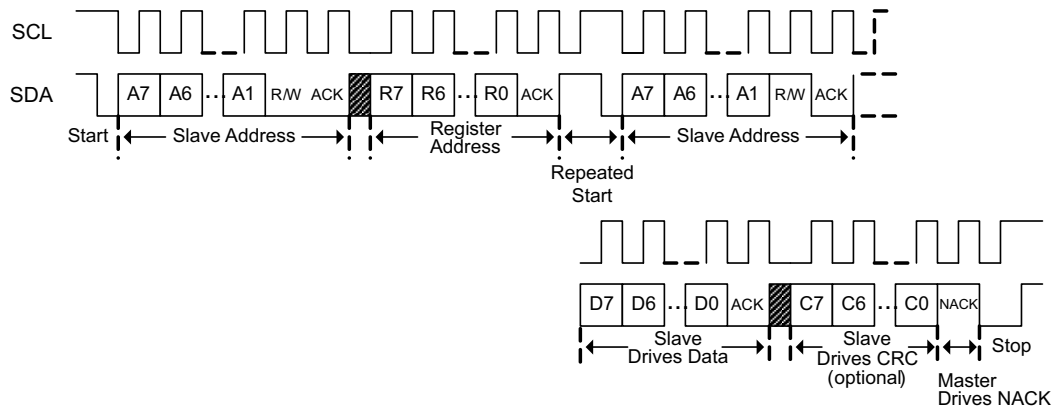 SCL
SDA
A7 A6 ... A1 R/W ACK R7 R6 ... R0 ACK A7 A6 ... A1 R/W ACK
Start
Slave Address
Register
Address
Repeated
Start
Slave Address
D7 D6 ... D0 ACK C7 C6 ... C0 NACK
Slave
Drives Data
Slave
Drives CRC
(optional)
Master
Drives NACK
Stop